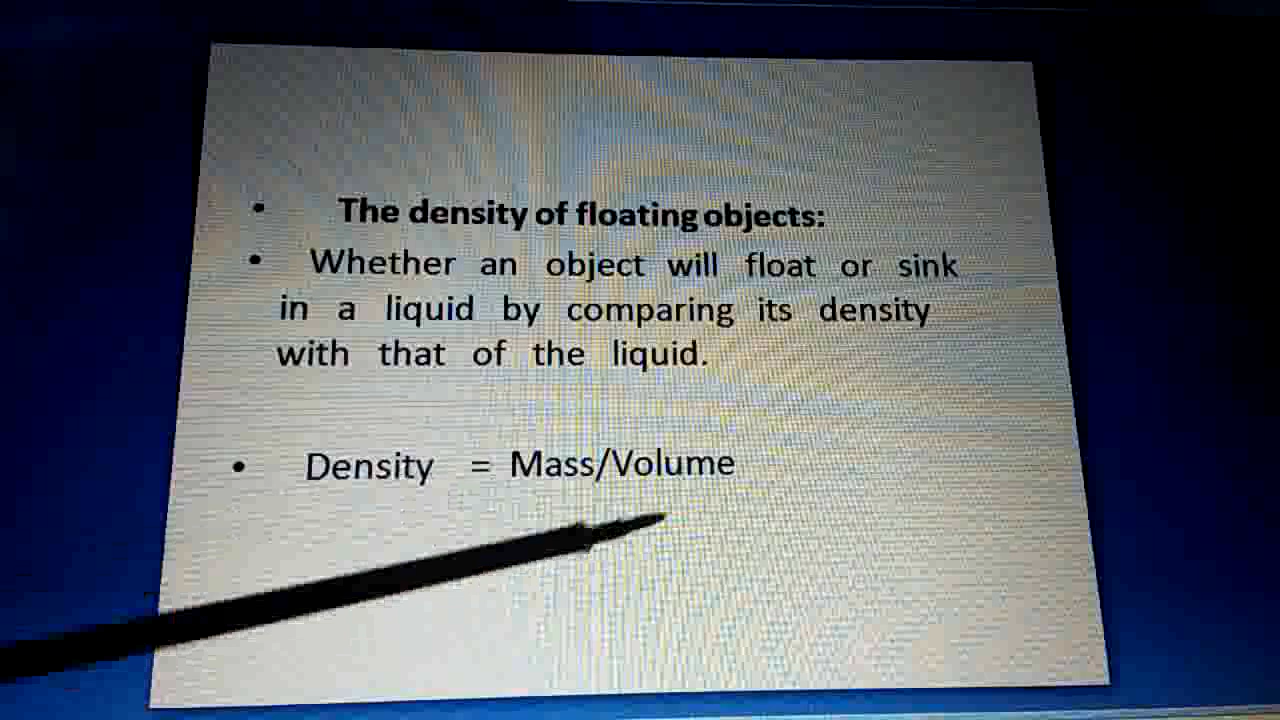 • The density of floating objects:
• Whether an object will float or sink
in a liquid by comparing its density
with that of the liquid.
• Density = Mass/Volume